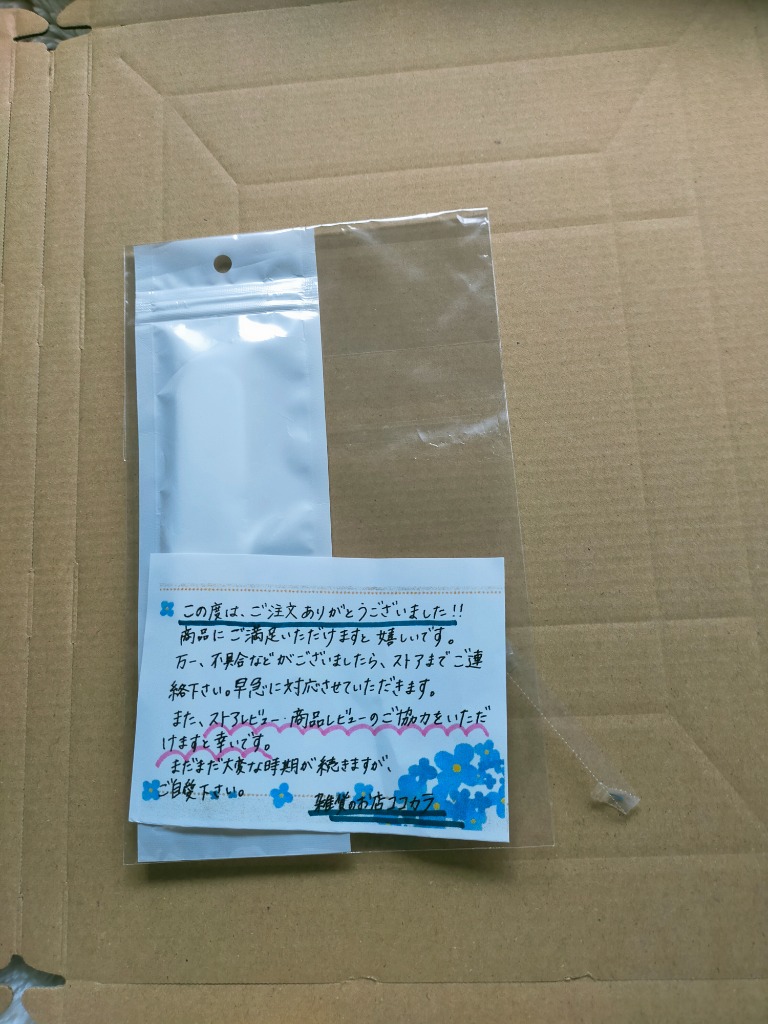 この度は、ご注文ありがとうございました!!
商品にご満足いただけますと嬉しいです。
万一、不具合などがございましたら、ストアまでご連
絡下さい。早急に対応させていただきます。
また、ストアレビュー・商品レビューのご協力をいただ
けますと幸いです。
まだまだ大変な時期が続きますが、
ご自愛下さい。
雑貨のお店ココカラ